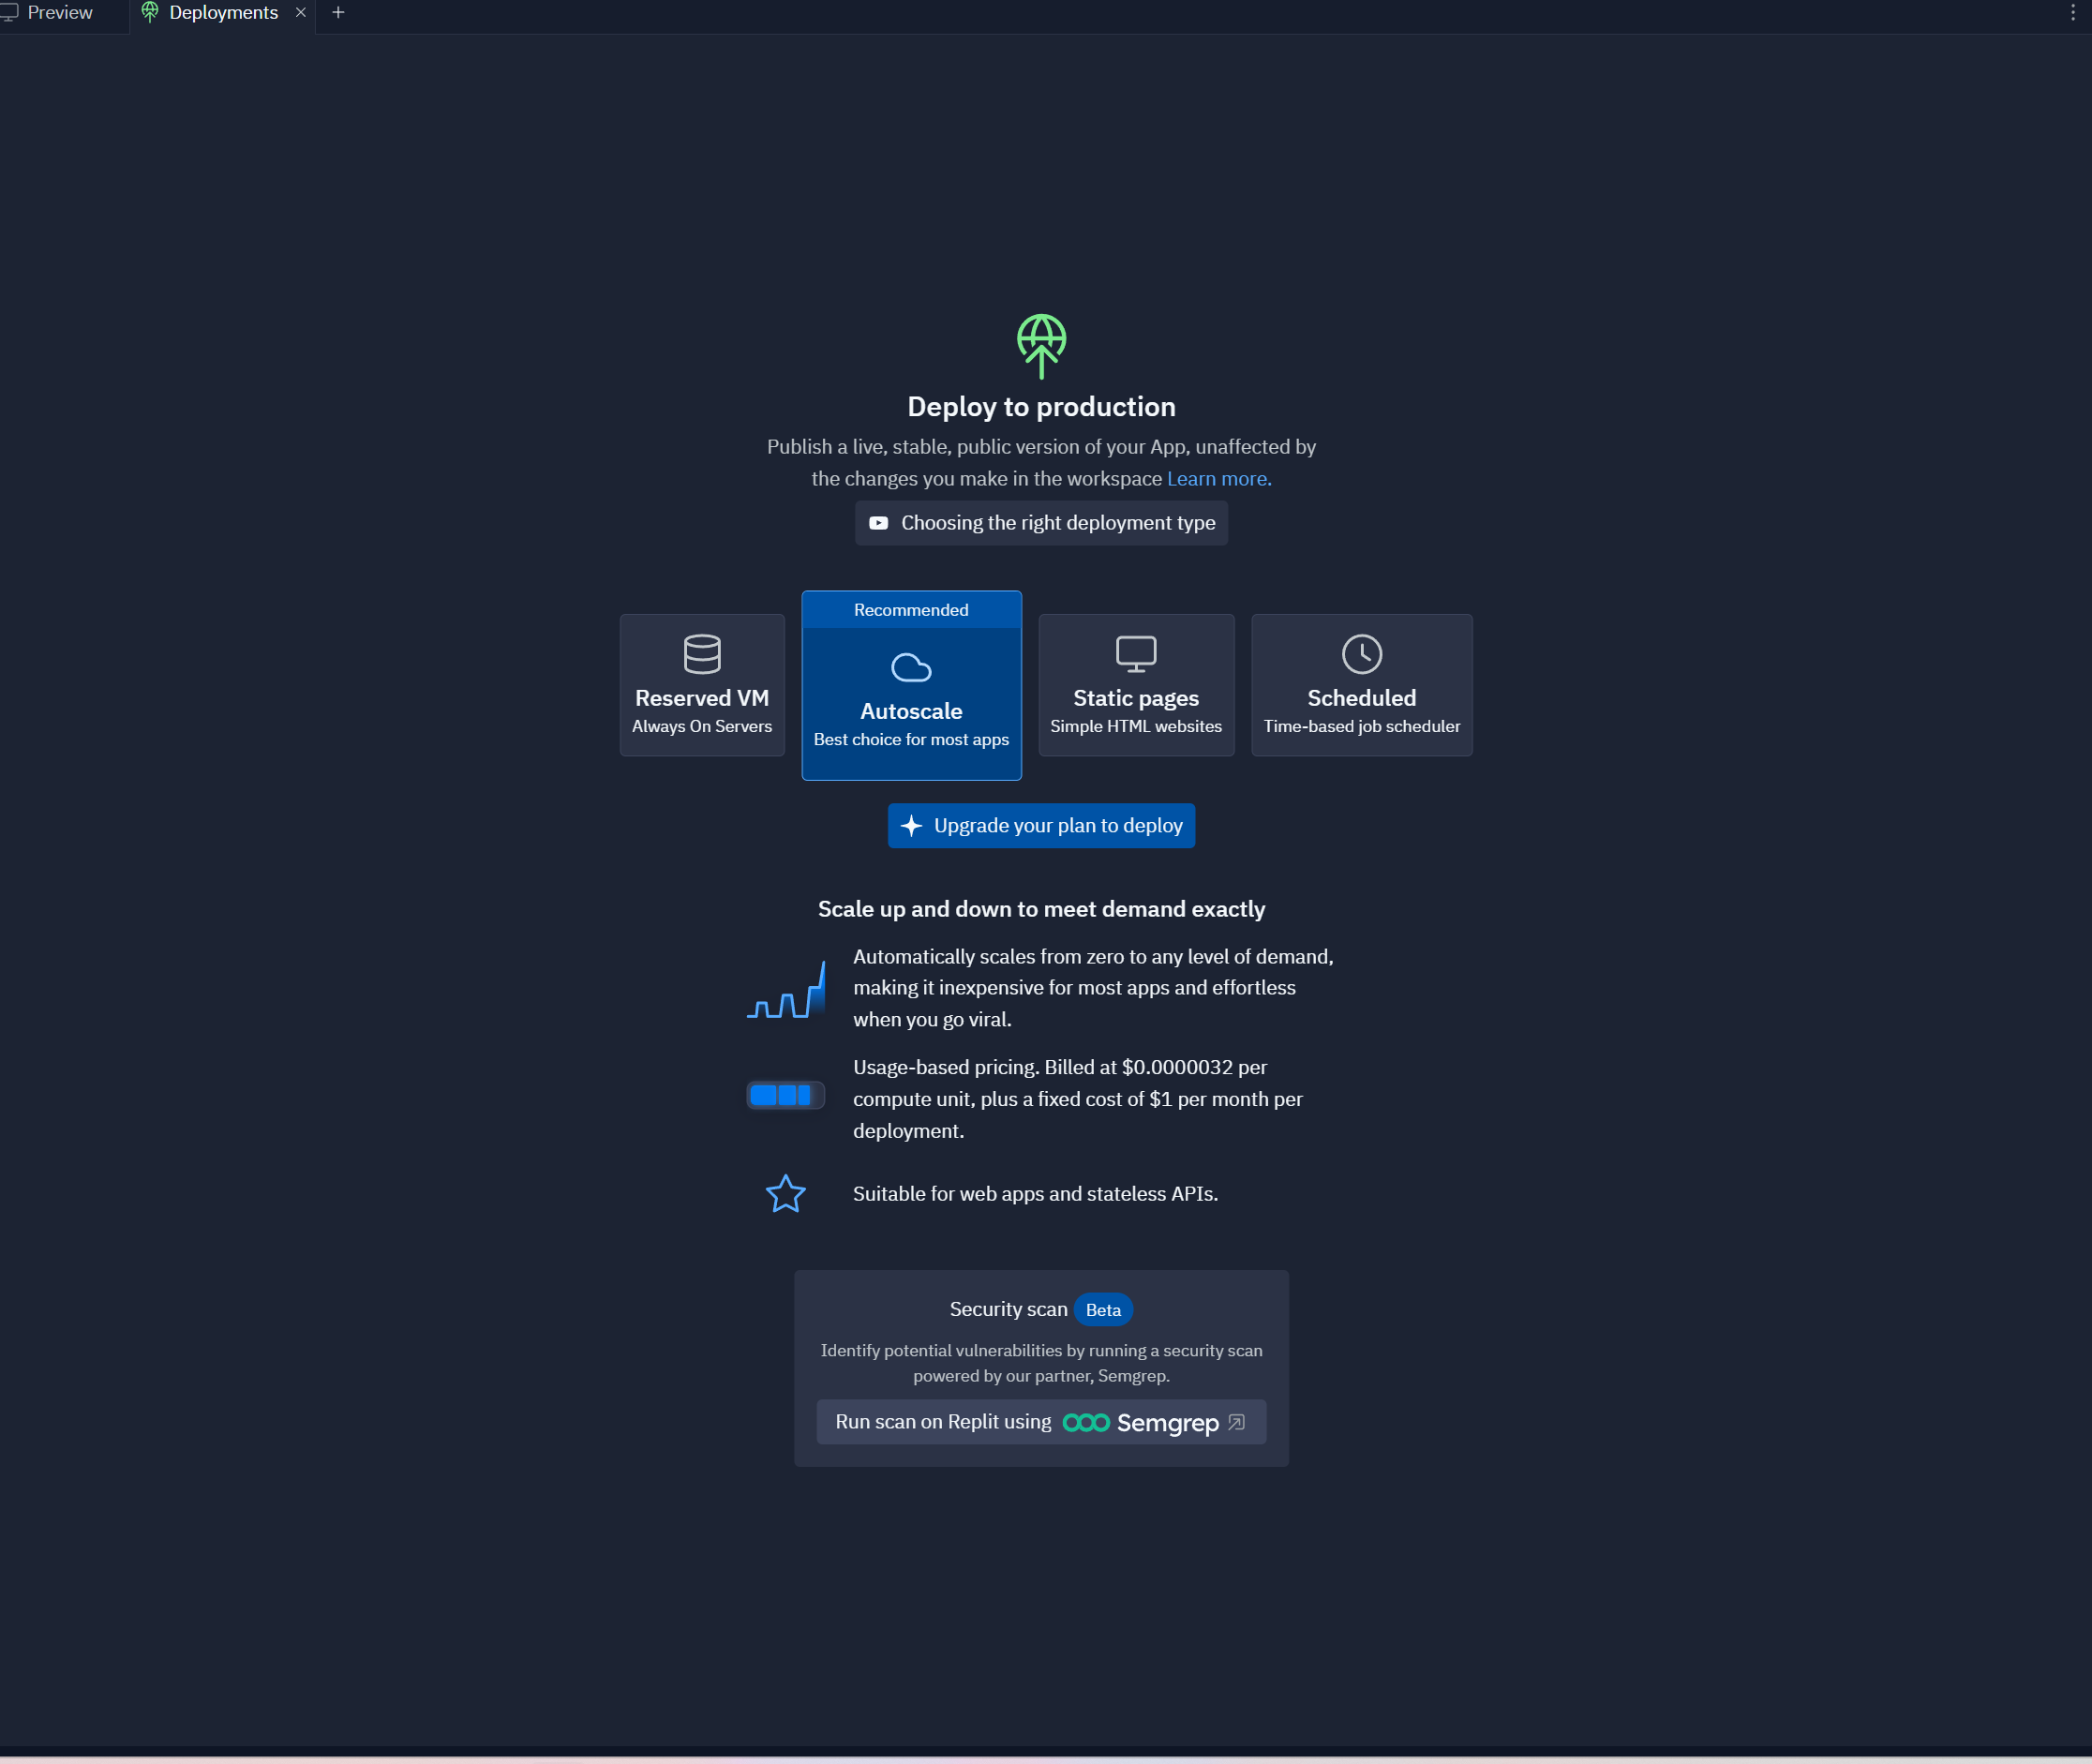 Preview
Deployments
Deploy to production
Publish a live, stable, public version of your App, unaffected by
the changes you make in the workspace Learn more.
Choosing the right deployment type
Reserved VM
Always On Servers
Recommended
Autoscale
Best choice for most apps
Static pages
Simple HTML websites
Scheduled
Time-based job scheduler
Upgrade your plan to deploy
Scale up and down to meet demand exactly
Automatically scales from zero to any level of demand,
making it inexpensive for most apps and effortless
when you go viral.
Usage-based pricing. Billed at $0.0000032 per
compute unit, plus a fixed cost of $1 per month per
deployment.
Suitable for web apps and stateless APIs.
Security scan Beta
Identify potential vulnerabilities by running a security scan
powered by our partner, Semgrep.
Run scan on Replit using Semgrep